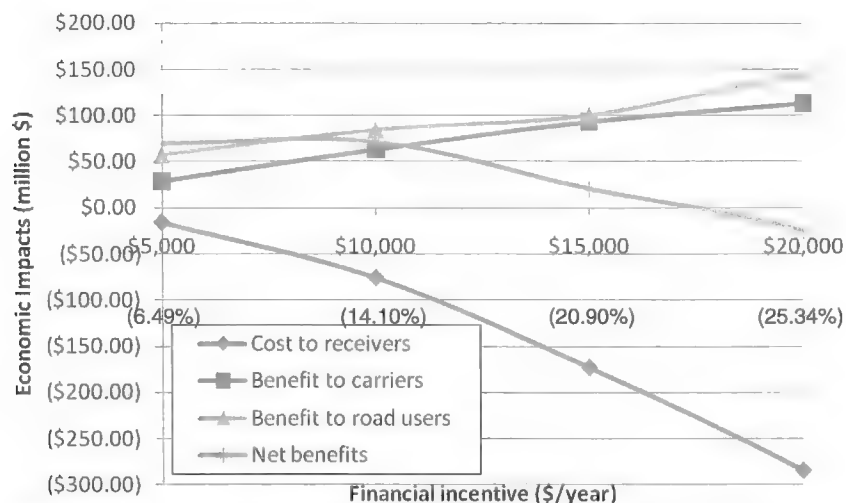 $200.00
$150.00
$100.00
$50.00
$0.00
($50.00)
($100.00)
($150.00)
($200.00)
($250.00)
($300.00)
Economic Impacts (million $)
$5,000 $10,000 $15,000 $20,000
(6.49%) (14.10%) (20.90%) (25.34%)
Cost to receivers
Benefit to carriers
Benefit to road users
Net benefits
Financial incentive ($/year)